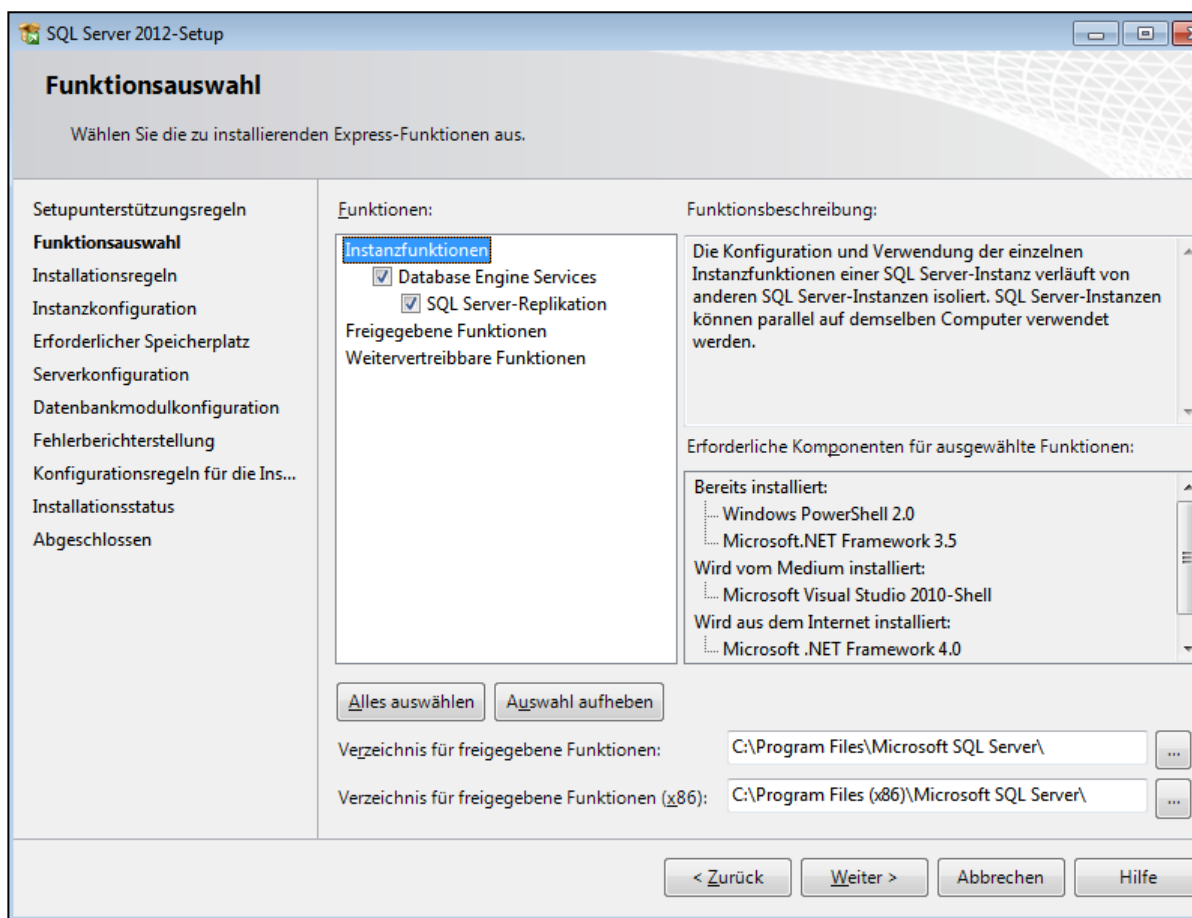 SQL Server 2012-Setup
Funktionsauswahl
Wählen Sie die zu installierenden Express-Funktionen aus.
Setupunterstützungsregeln
Funktionsauswahl
Installationsregeln
Instanzkonfiguration
Erforderlicher Speicherplatz
Serverkonfiguration
Datenbankmodulkonfiguration
Fehlerberichterstellung
Konfigurationsregeln für die Ins...
Installationsstatus
Abgeschlossen
Funktionen:
Instanzfunktionen
Database Engine Services
SQL Server-Replikation
Freigegebene Funktionen
Weitervertreibbare Funktionen
Funktionsbeschreibung:
Die Konfiguration und Verwendung der einzelnen
Instanzfunktionen einer SQL Server-Instanz verläuft von
anderen SQL Server-Instanzen isoliert. SQL Server-Instanzen
können parallel auf demselben Computer verwendet
werden.
Erforderliche Komponenten für ausgewählte Funktionen:
Bereits installiert:
Windows PowerShell 2.0
Microsoft.NET Framework 3.5
Wird vom Medium installiert:
Microsoft Visual Studio 2010-Shell
Wird aus dem Internet installiert:
Microsoft .NET Framework 4.0
Alles auswählen
Auswahl aufheben
Verzeichnis für freigegebene Funktionen:
C:\Program Files\Microsoft SQL Server\
...
Verzeichnis für freigegebene Funktionen (x86):
C:\Program Files (x86)\Microsoft SQL Server\
...
< Zurück
Weiter >
Abbrechen
Hilfe